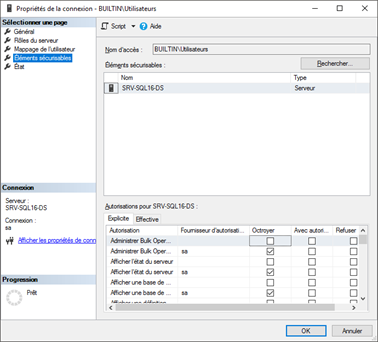 Propriétés de la connexion - BUILTIN\Utilisateurs
Sélectionner une page
Général
Rôles du serveur
Mappage de l'utilisateur
Éléments sécurisables
État
Script
Aide
Nom d'accès :
BUILTIN\Utilisateurs
Éléments sécurisables :
Rechercher...
Nom Type
SRV-SQL16-DS Serveur
Connexion
Serveur :
SRV-SQL16-DS
Connexion :
sa
Afficher les propriétés de conn
Progression
Prêt
Autorisations pour SRV-SQL16-DS :
Explicite Effective
Autorisation Fournisseur d'autorisati... Octroyer Avec autori... Refuser
Administrer Bulk Oper...
Administrer Bulk Oper... sa
Afficher l'état du serveur
Afficher l'état du serveur sa
Afficher une base de ...
Afficher une base de ... sa
Afficher une définition
OK Annuler